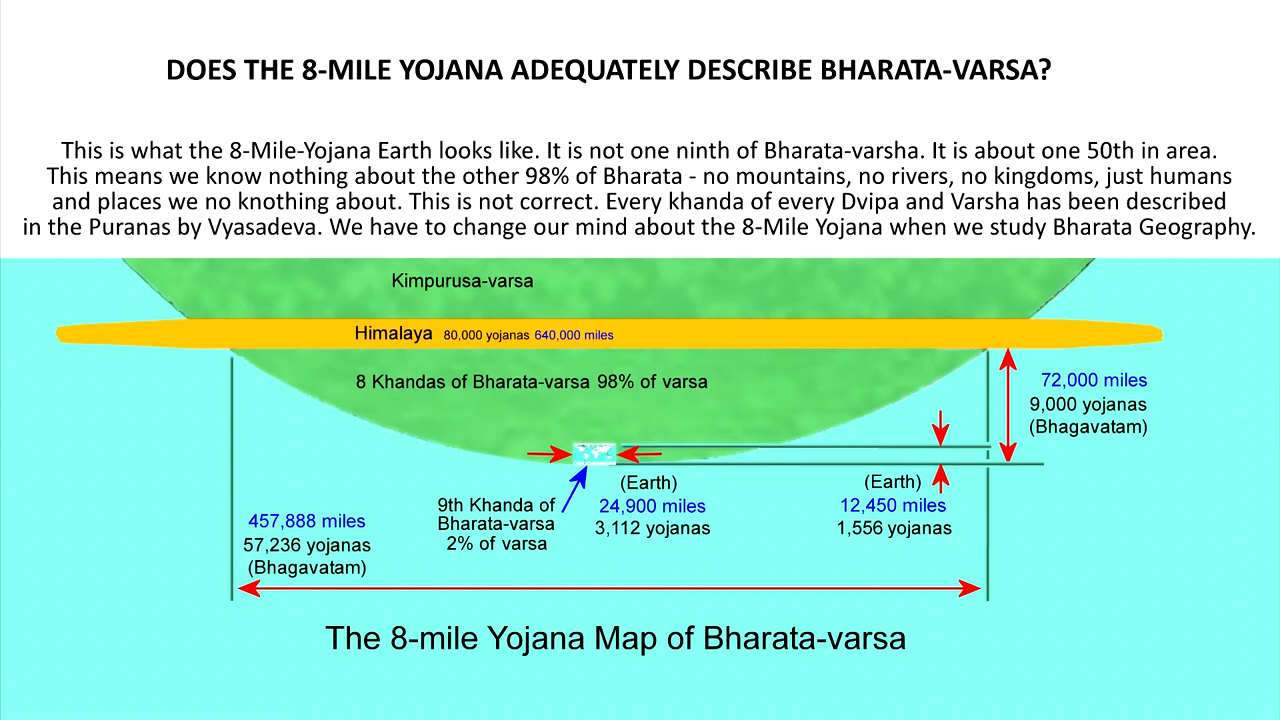 DOES THE 8-MILE YOJANA ADEQUATELY DESCRIBE BHARATA-VARSA?
This is what the 8-Mile-Yojana Earth looks like. It is not one ninth of Bharata-varsha. It is about one 50th in area.
This means we know nothing about the other 98% of Bharata - no mountains, no rivers, no kingdoms, just humans
and places we no knothing about. This is not correct. Every khanda of every Dvipa and Varsha has been described
in the Puranas by Vyasadeva. We have to change our mind about the 8-Mile Yojana when we study Bharata Geography.
Kimpurusa-varsa
Himalaya 80,000 yojanas 640,000 miles
8 Khandas of Bharata-varsa 98% of varsa
72,000 miles
9,000 yojanas
(Bhagavatam)
9th Khanda of
Bharata-varsa
2% of varsa
(Earth)
24,900 miles
3,112 yojanas
(Earth)
12,450 miles
1,556 yojanas
457,888 miles
57,236 yojanas
(Bhagavatam)
The 8-mile Yojana Map of Bharata-varsa